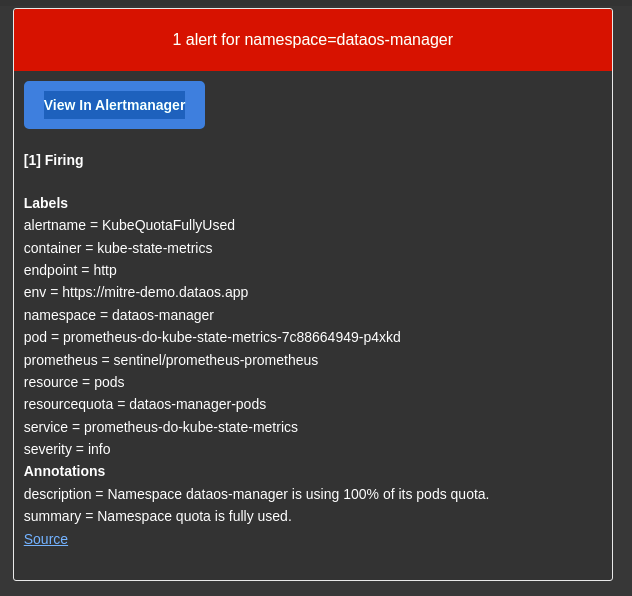 1 alert for namespace=dataos-manager
View In Alertmanager
[1] Firing
Labels
alertname = KubeQuotaFullyUsed
container = kube-state-metrics
endpoint = http
env = https://mitre-demo.dataos.app
namespace = dataos-manager
pod = prometheus-do-kube-state-metrics-7c88664949-p4xkd
prometheus = sentinel/prometheus-prometheus
resource = pods
resourcequota = dataos-manager-pods
service = prometheus-do-kube-state-metrics
severity = info
Annotations
description = Namespace dataos-manager is using 100% of its pods quota.
summary = Namespace quota is fully used.
Source